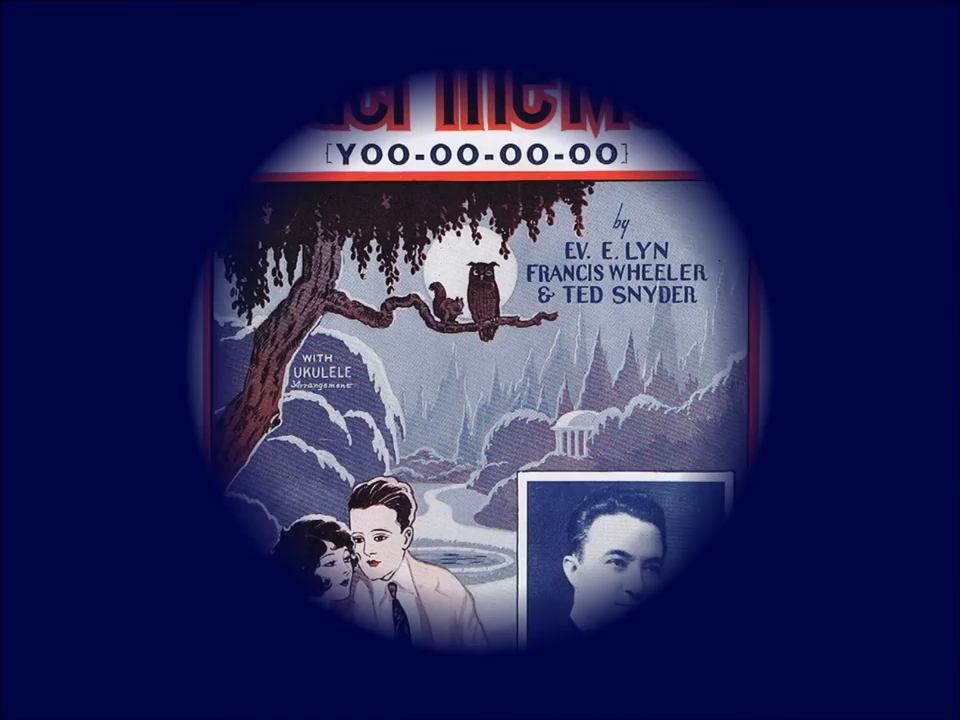 [YOO-OO-OO-OO]
by
EV. E. LYN
FRANCIS WHEELER
& TED SNYDER
WITH
UKULELE
Arrangement